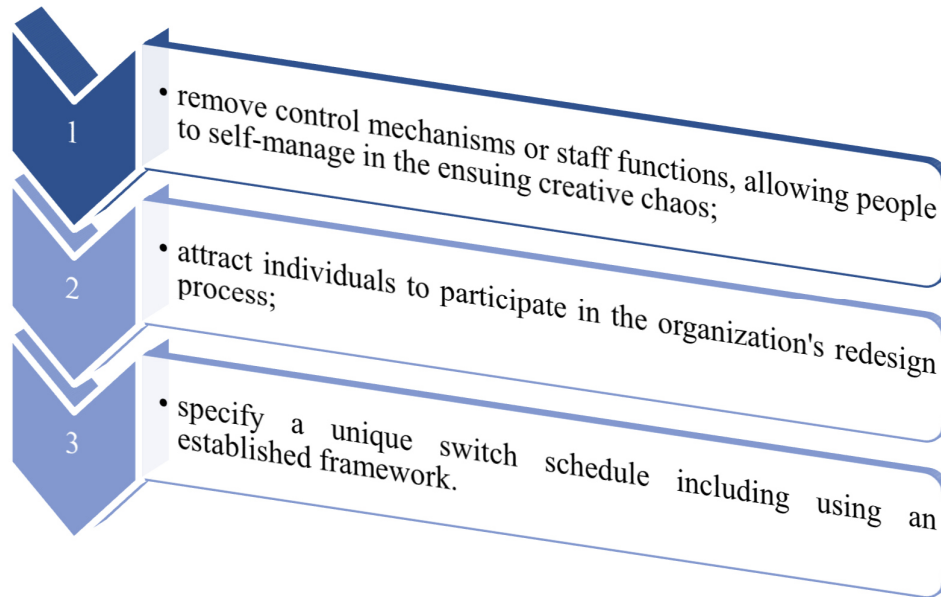 1
• remove control mechanisms or staff functions, allowing people
to self-manage in the ensuing creative chaos;
2
• attract individuals to participate in the organization's redesign
process;
3
• specify a unique switch schedule including using an
established framework.